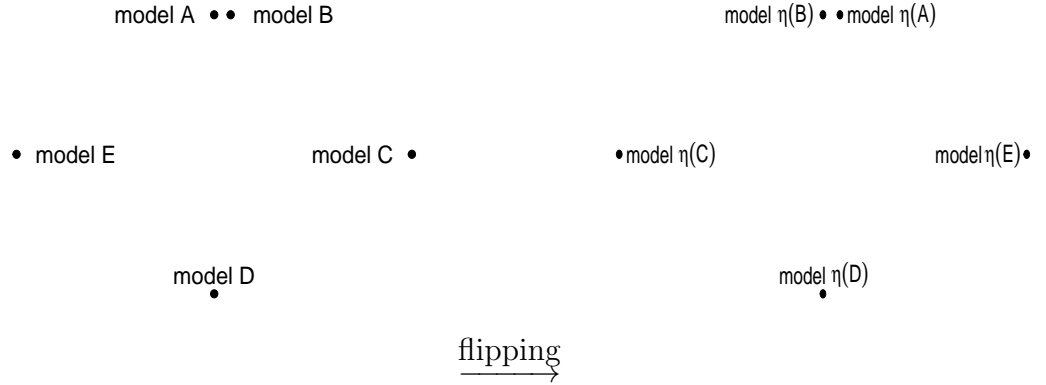 model A model B model η(B) model η(A)
model E model C model η(C) model η(E)
model D model η(D)
flipping